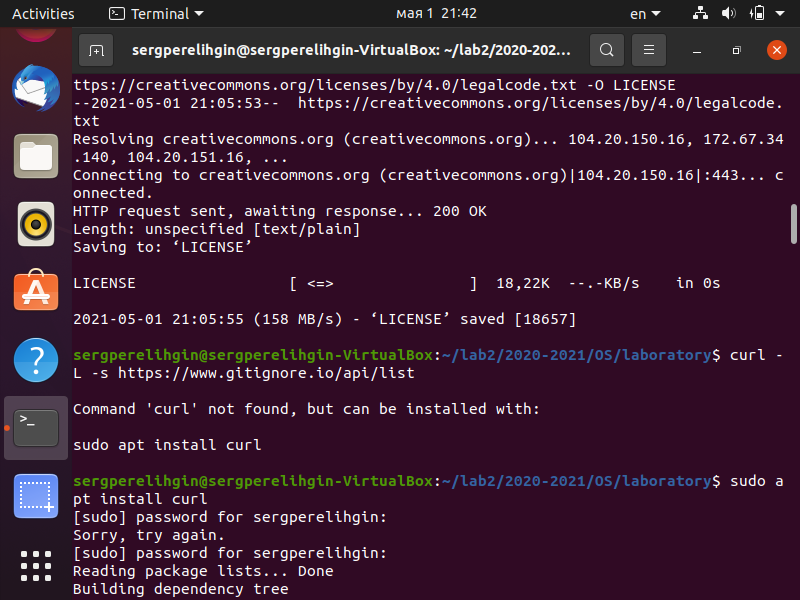 Activities
Terminal
мая 1 21:42
en
sergperelihgin@sergperelihgin-VirtualBox: ~/lab2/2020-202...
ttps://creativecommons.org/licenses/by/4.0/legalcode.txt -O LICENSE
--2021-05-01 21:05:53--  https://creativecommons.org/licenses/by/4.0/legalcode.
txt
Resolving creativecommons.org (creativecommons.org)... 104.20.150.16, 172.67.34
.140, 104.20.151.16, ...
Connecting to creativecommons.org (creativecommons.org)|104.20.150.16|:443... c
onnected.
HTTP request sent, awaiting response... 200 OK
Length: unspecified [text/plain]
Saving to: ‘LICENSE’
LICENSE                 [ <=>                ]  18,22K  --.-KB/s    in 0s
2021-05-01 21:05:55 (158 MB/s) - ‘LICENSE’ saved [18657]
sergperelihgin@sergperelihgin-VirtualBox:~/lab2/2020-2021/OS/laboratory$ curl -
L -s https://www.gitignore.io/api/list
Command 'curl' not found, but can be installed with:
sudo apt install curl
sergperelihgin@sergperelihgin-VirtualBox:~/lab2/2020-2021/OS/laboratory$ sudo a
pt install curl
[sudo] password for sergperelihgin:
Sorry, try again.
[sudo] password for sergperelihgin:
Reading package lists... Done
Building dependency tree